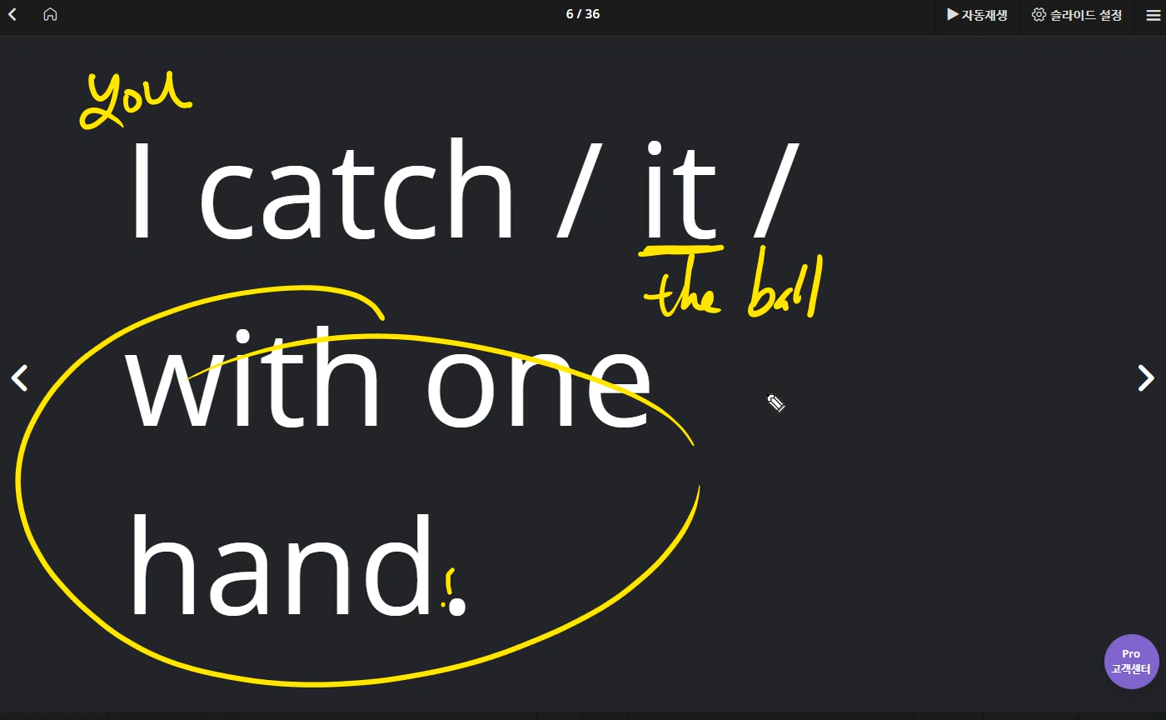 6 / 36
자동재생
슬라이드 설정
you
I catch / it /
the ball
with one
hand.
!
Pro
고객센터